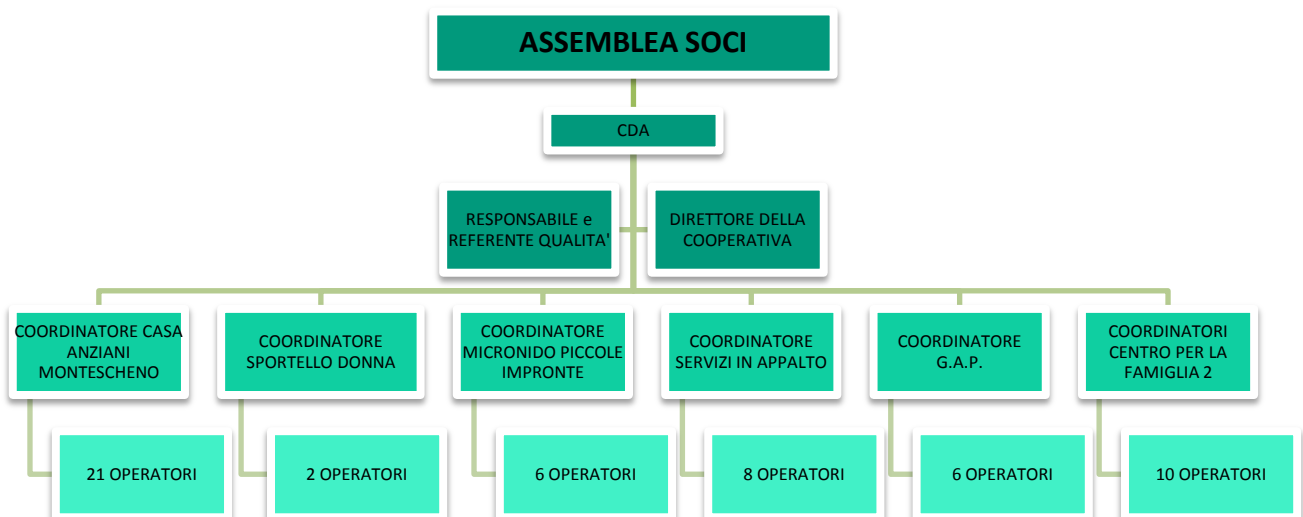 ASSEMBLEA SOCI
CDA
RESPONSABILE e
REFERENTE QUALITA'
DIRETTORE DELLA
COOPERATIVA
COORDINATORE CASA
ANZIANI
MONTESCHENO
COORDINATORE
SPORTELLO DONNA
COORDINATORE
MICRONIDO PICCOLE
IMPRONTE
COORDINATORE
SERVIZI IN APPALTO
COORDINATORE
G.A.P.
COORDINATORI
CENTRO PER LA
FAMIGLIA 2
21 OPERATORI
2 OPERATORI
6 OPERATORI
8 OPERATORI
6 OPERATORI
10 OPERATORI